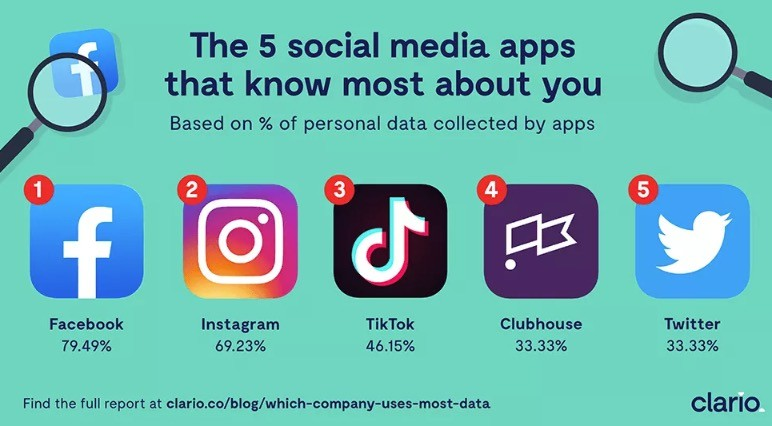 The 5 social media apps
that know most about you
Based on % of personal data collected by apps
1 2 3 4 5
Facebook Instagram TikTok Clubhouse Twitter
79.49% 69.23% 46.15% 33.33% 33.33%
Find the full report at clario.co/blog/which-company-uses-most-data
clario.